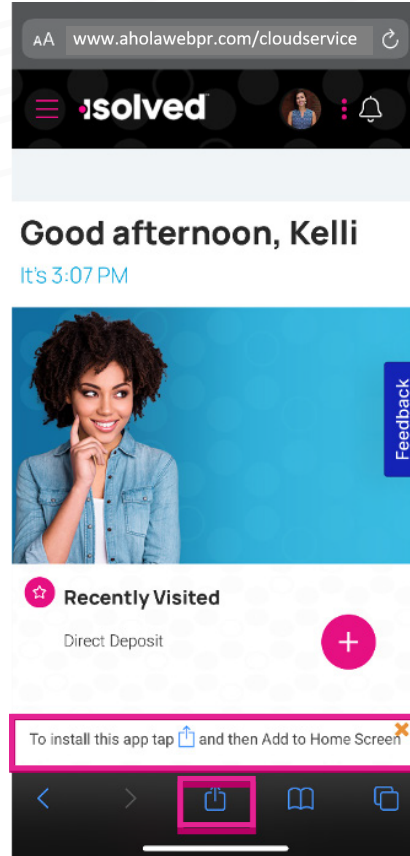 AA www.aholawebpr.com/cloudservice
isolved
Good afternoon, Kelli
It's 3:07 PM
Feedback
Recently Visited
Direct Deposit
To install this app tap and then Add to Home Screen